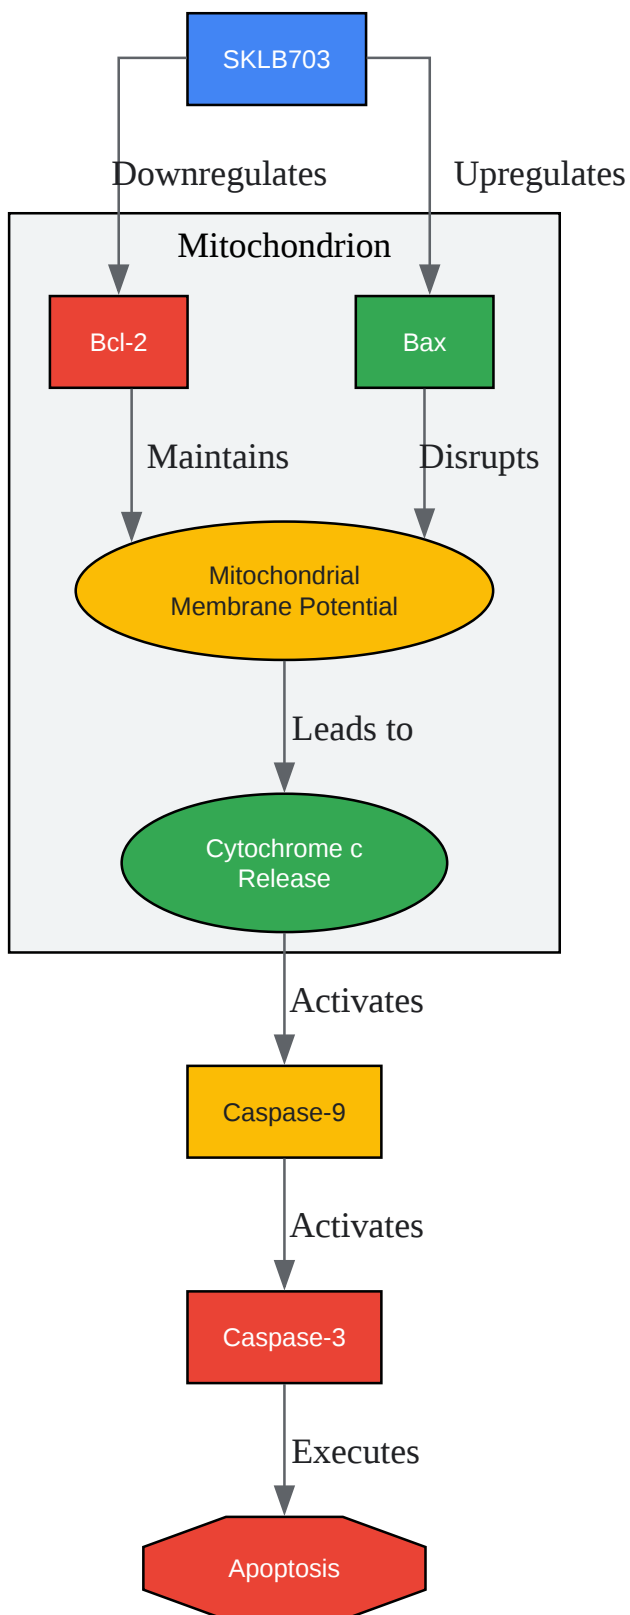 SKLB703
Downregulates
Upregulates
Mitochondrion
Bcl-2
Bax
Maintains
Disrupts
Mitochondrial
Membrane Potential
Leads to
Cytochrome c
Release
Activates
Caspase-9
Activates
Caspase-3
Executes
Apoptosis